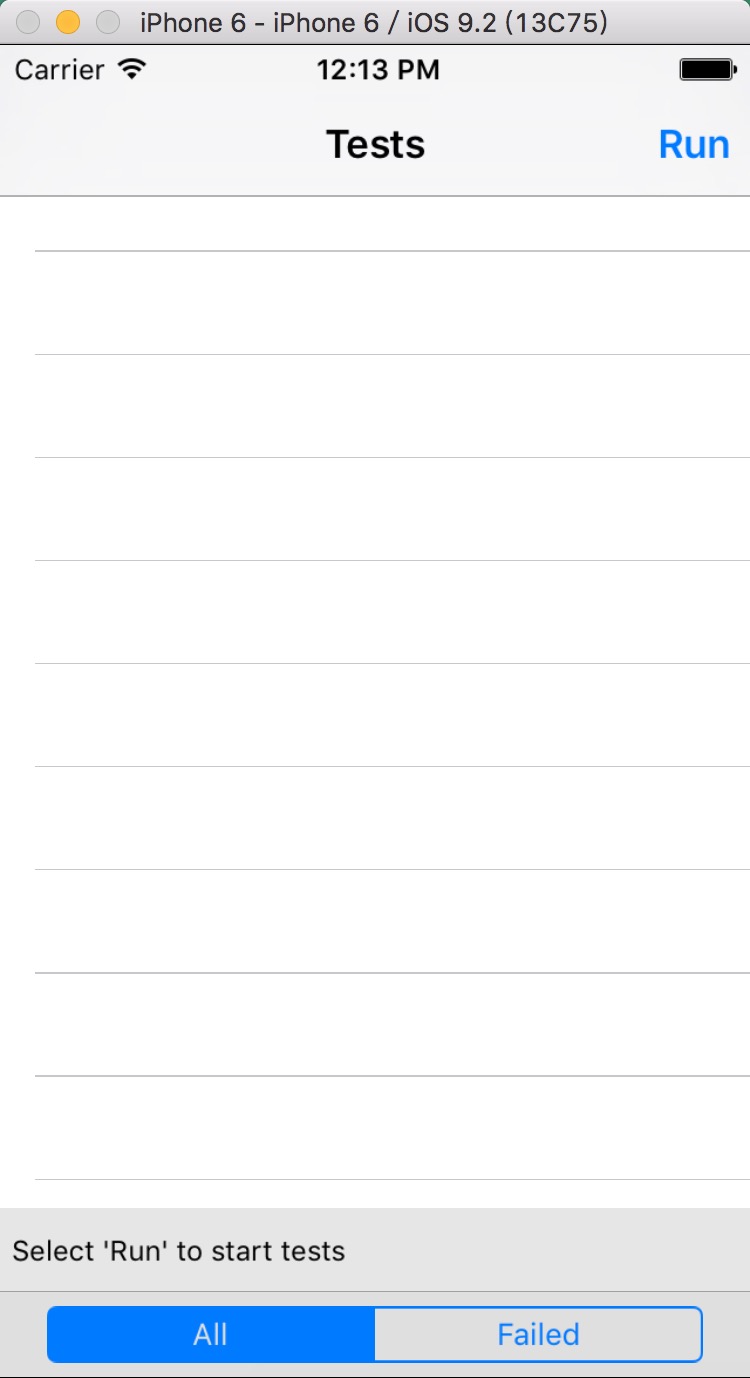 iPhone 6 - iPhone 6 / iOS 9.2 (13C75)
Carrier 12:13 PM
Tests Run
Select 'Run' to start tests
All Failed